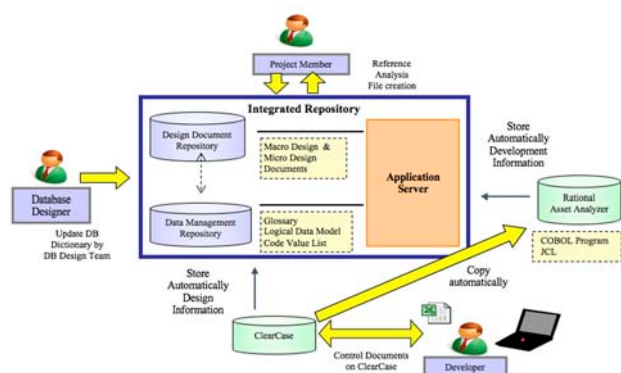 Project Member
Reference
Analysis
File creation
Integrated Repository
Design Document
Repository
Macro Design &
Micro Design
Documents
Application
Server
Store
Automatically
Development
Information
Database
Designer
Update DB
Dictionary by
DB Design Team
Data Management
Repository
Glossary
Logical Data Model
Code Value List
Rational
Asset Analyzer
COBOL Program
JCL
Store
Automatically
Design
Information
Copy
automatically
ClearCase
Control Documents
on ClearCase
Developer